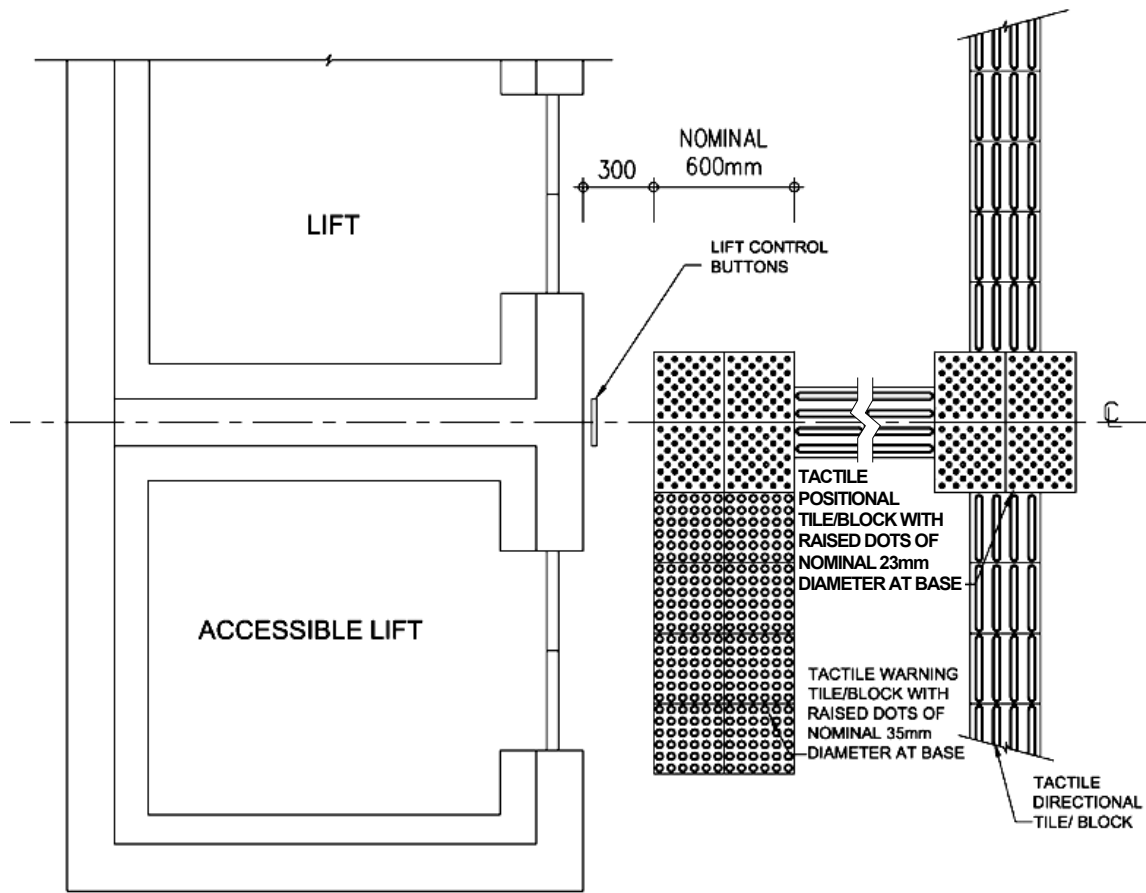 NOMINAL
300
600mm
LIFT
LIFT CONTROL
BUTTONS
℄
TACTILE
POSITIONAL
TILE/BLOCK WITH
RAISED DOTS OF
NOMINAL 23mm
DIAMETER AT BASE
ACCESSIBLE LIFT
TACTILE WARNING
TILE/BLOCK WITH
RAISED DOTS OF
NOMINAL 35mm
DIAMETER AT BASE
TACTILE
DIRECTIONAL
TILE/ BLOCK